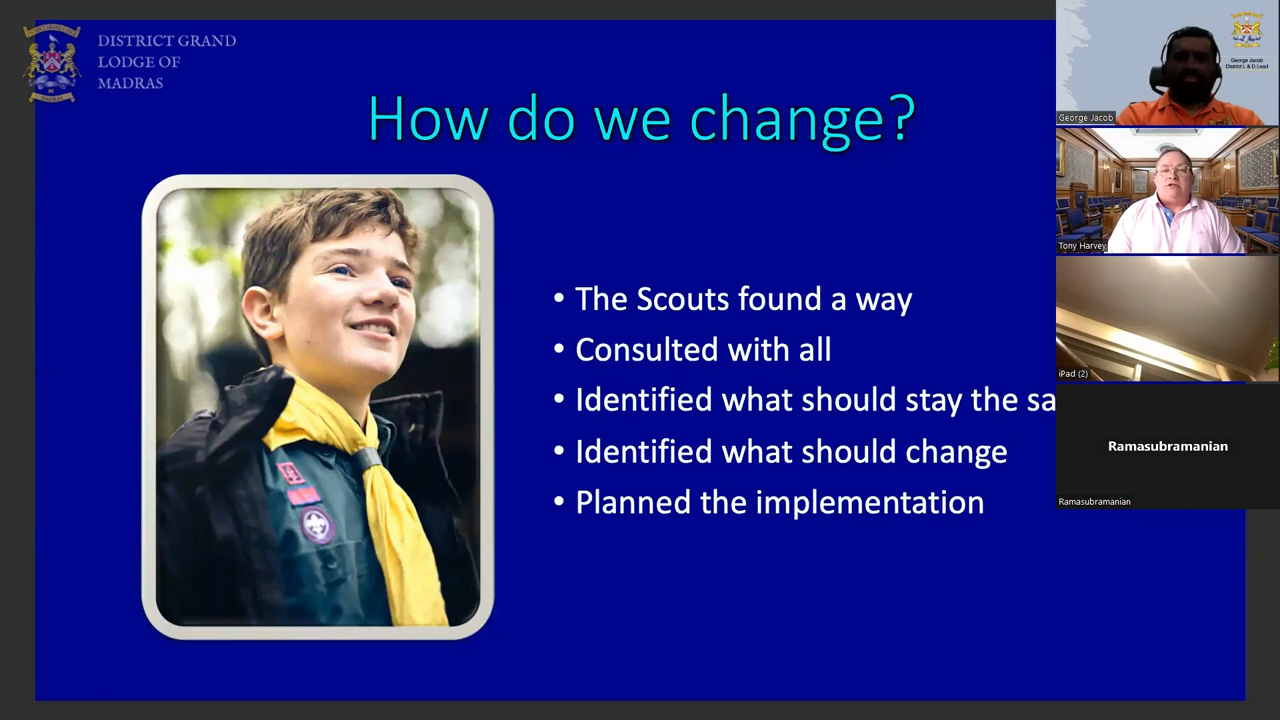 DISTRICT GRAND
LODGE OF
MADRAS
How do we change?
• The Scouts found a way
• Consulted with all
• Identified what should stay the sa
• Identified what should change
• Planned the implementation
George Jacob
District L & D Lead
George Jacob
Tony Harvey
iPad (2)
Ramasubramanian
Ramasubramanian